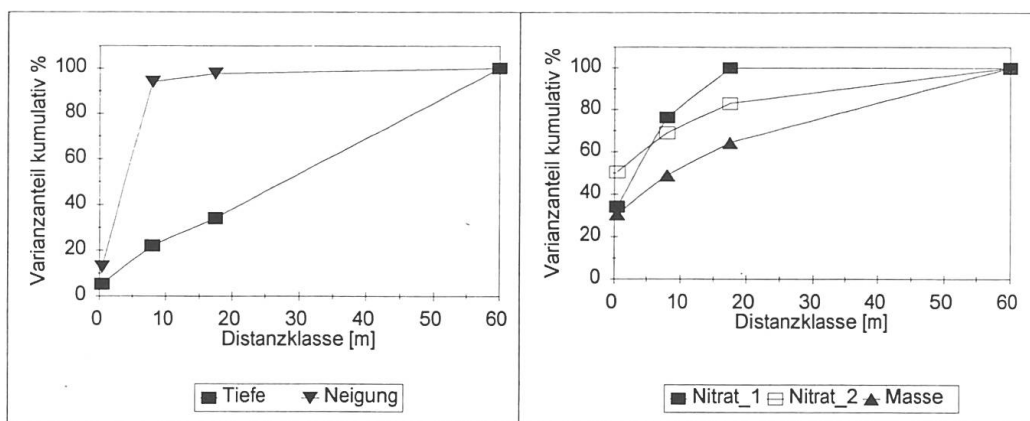 Varianzanteil kumulativ %
100
80
60
40
20
0
0 10 20 30 40 50 60
Distanzklasse [m]
Tiefe Neigung
Varianzanteil kumulativ %
100
80
60
40
20
0
0 10 20 30 40 50 60
Distanzklasse [m]
Nitrat_1 Nitrat_2 Masse